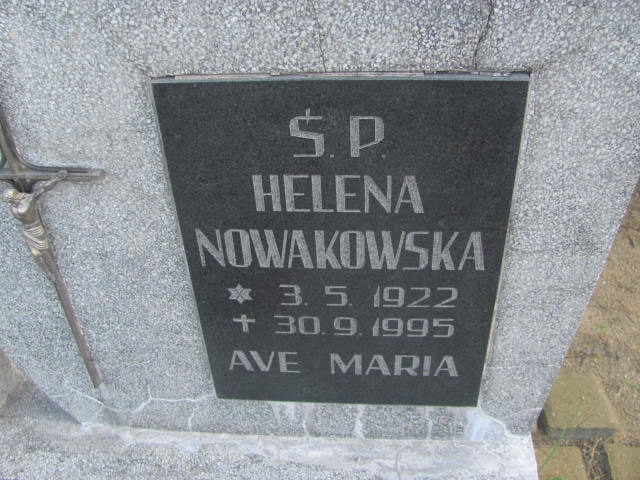 Ś.P.
HELENA
NOWAKOWSKA
* 3.5.1922
✝ 30.9.1995
AVE MARIA